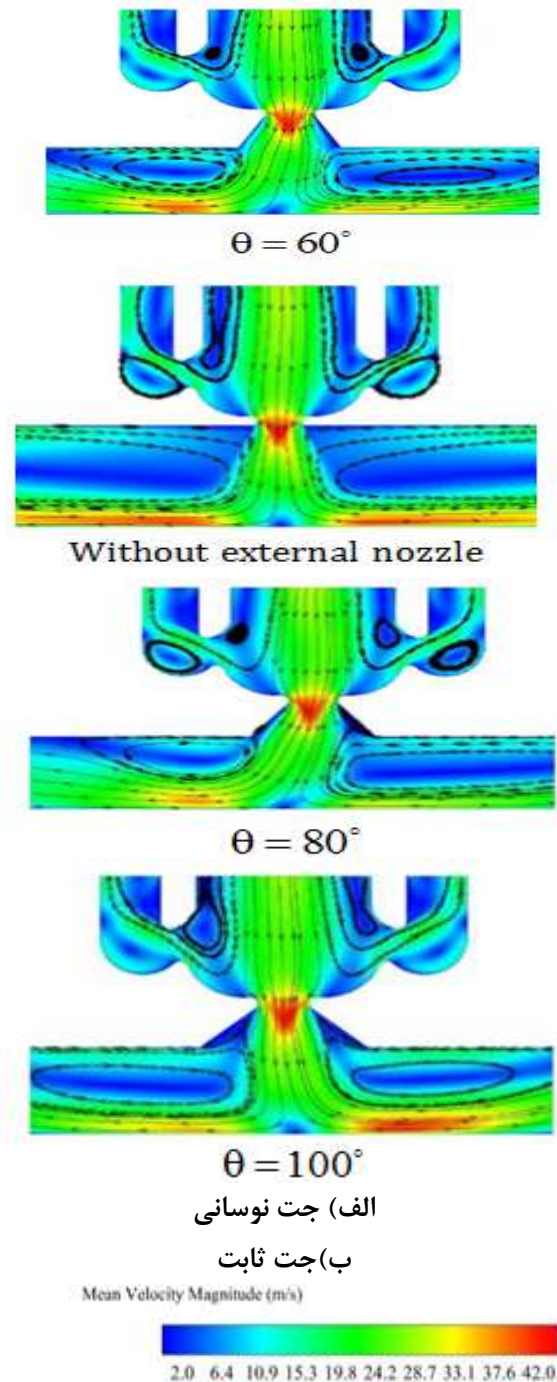 θ = 60°
Without external nozzle
θ = 80°
θ = 100°
الف) جت نوسانی
ب)جت ثابت
Mean Velocity Magnitude (m/s)
2.0 6.4 10.9 15.3 19.8 24.2 28.7 33.1 37.6 42.0